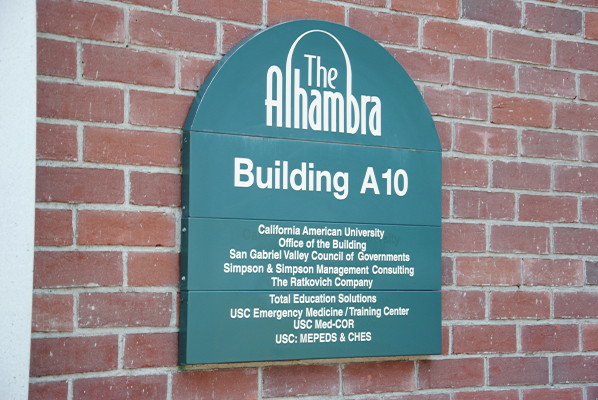 The
Alhambra
Building A10
California American University
Office of the Building
San Gabriel Valley Council of Governments
Simpson & Simpson Management Consulting
The Ratkovich Company
Total Education Solutions
USC Emergency Medicine / Training Center
USC Med-COR
USC: MEPEDS & CHES